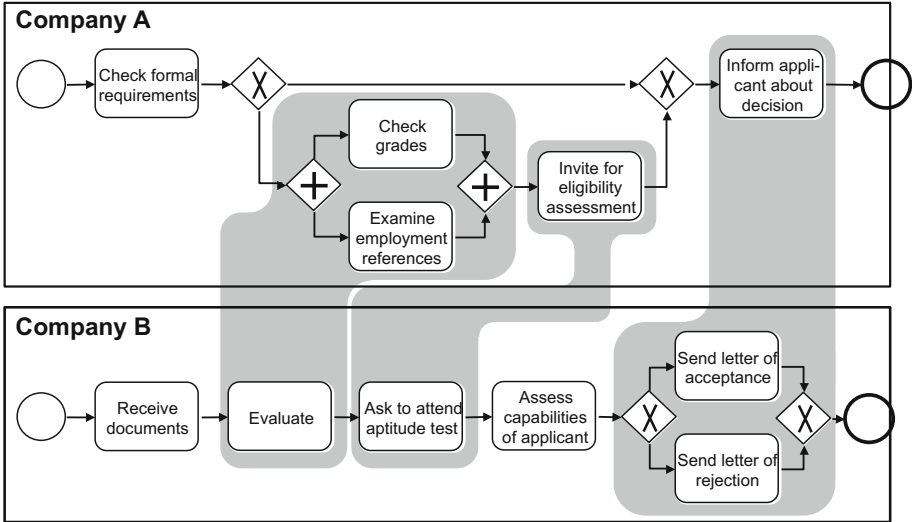 Company A
Check formal
requirements
X
X
Inform appli-
cant about
decision
Check
grades
+
+
Invite for
eligibility
assessment
Examine
employment
references
Company B
Receive
documents
Evaluate
Ask to attend
aptitude test
Assess
capabilities
of applicant
X
Send letter of
acceptance
X
Send letter of
rejection